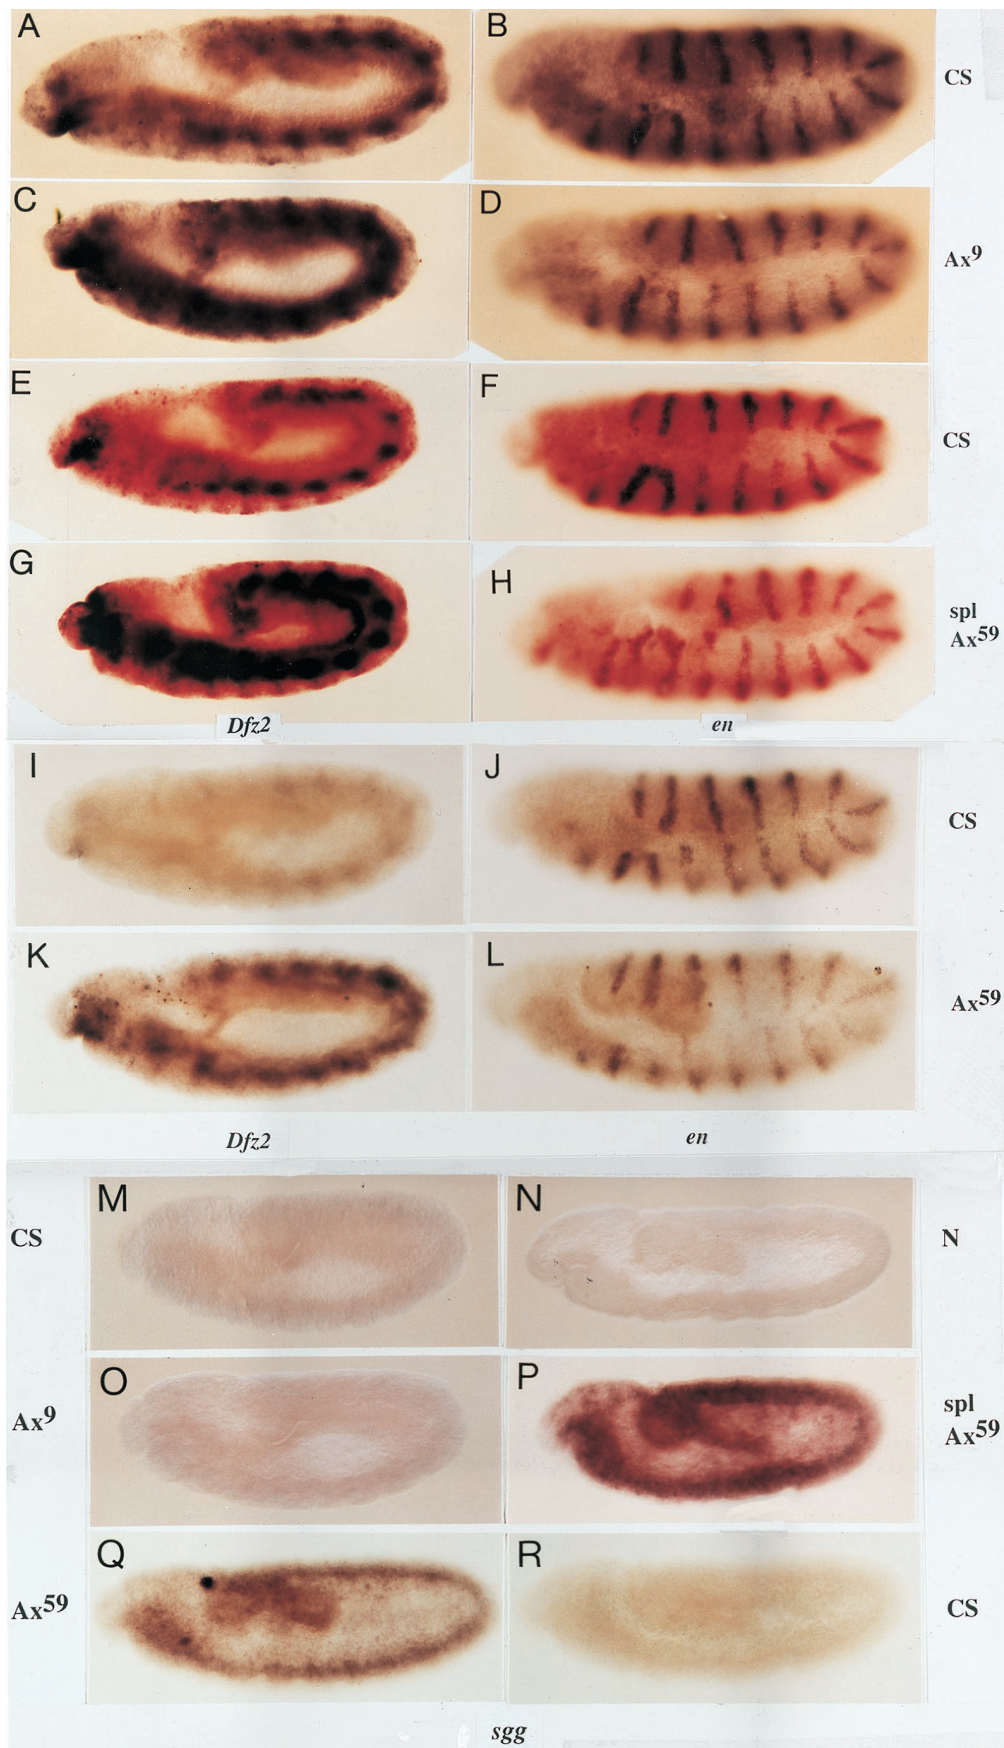 A B CS
C D Ax9
E F CS
G H spl
Ax59
Dfz2 en
I J CS
K L Ax59
Dfz2 en
CS M N N
Ax9 O P spl
Ax59
Ax59 Q R CS
sgg